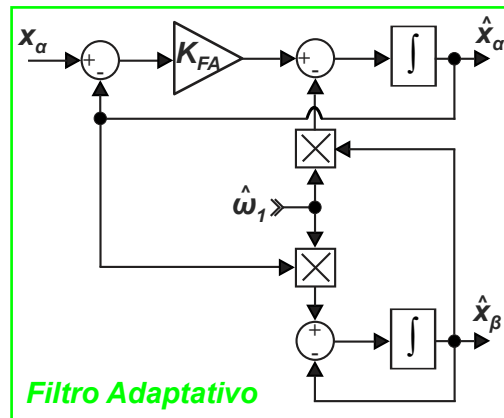 xα
+
-
KFA
+
-
∫
x̂α
×
ω̂1
×
+
-
∫
x̂β
Filtro Adaptativo